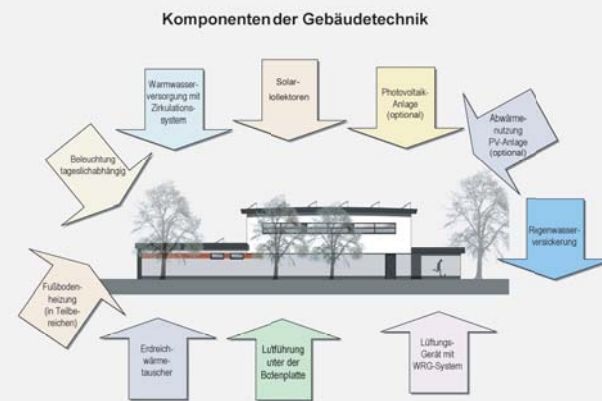 Komponenten der Gebäudetechnik
Warmwasser-
versorgung mit
Zirkulations-
system
Solar-
kollektoren
Photovoltaik-
Anlage
(optional)
Abwärme-
nutzung
PV-Anlage
(optional)
Beleuchtung
tageslichabhängig
Regenwasser-
versickerung
Fußboden-
heizung
(in Teilbe-
reichen)
Erdreich-
wärme-
tauscher
Luftführung
unter der
Bodenplatte
Lüftungs-
Gerät mit
WRG-System